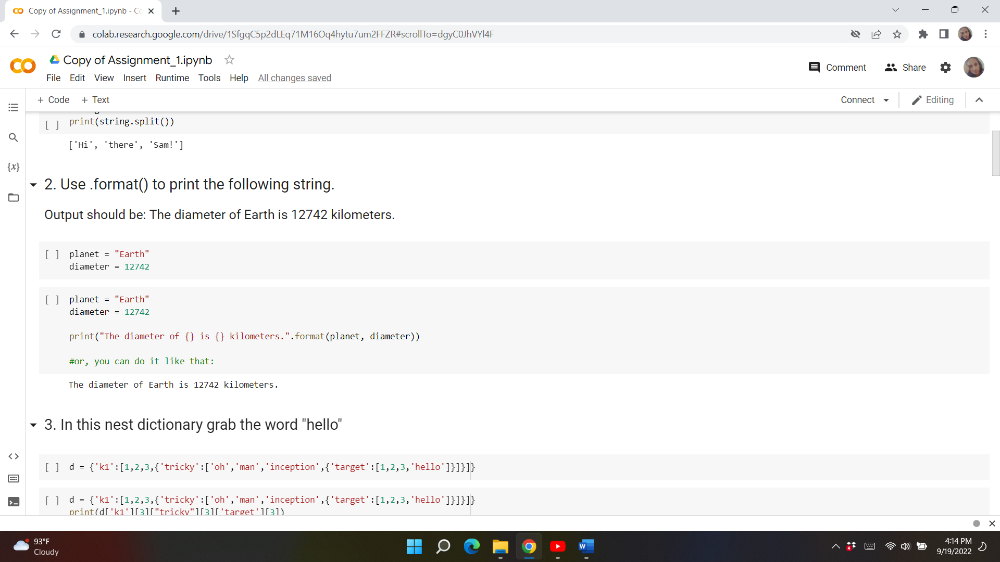 Copy of Assignment_1.ipynb - Co
colab.research.google.com/drive/1SfgqC5p2dLEq71M16Oq4hytu7um2FFZR#scrollTo=dgyC0JhVYl4F
Copy of Assignment_1.ipynb
Comment
Share
File Edit View Insert Runtime Tools Help All changes saved
+ Code + Text
Connect
Editing
[ ] print(string.split())
['Hi', 'there', 'Sam!']
{x}
2. Use .format() to print the following string.
Output should be: The diameter of Earth is 12742 kilometers.
[ ] planet = "Earth"
diameter = 12742
[ ] planet = "Earth"
diameter = 12742
print("The diameter of {} is {} kilometers.".format(planet, diameter))
#or, you can do it like that:
The diameter of Earth is 12742 kilometers.
3. In this nest dictionary grab the word "hello"
[ ] d = {'k1':[1,2,3,{'tricky':['oh','man','inception',{'target':[1,2,3,'hello']}]}]}
[ ] d = {'k1':[1,2,3,{'tricky':['oh','man','inception',{'target':[1,2,3,'hello']}]}]}
print(d['k1'][3]["tricky"][3]['target'][3])
93°F
Cloudy
W
4
4:14 PM
9/19/2022